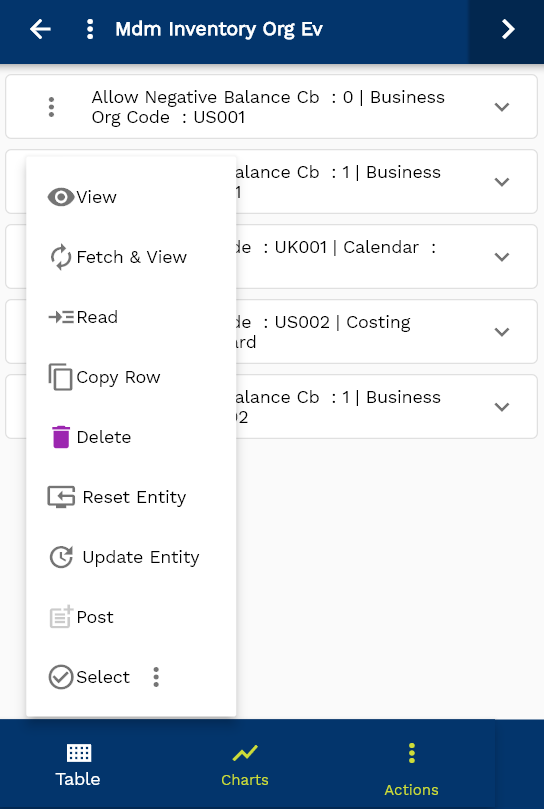 Mdm Inventory Org Ev
Allow Negative Balance Cb : 0 | Business
Org Code : US001
alance Cb : 1 | Business
1
de : UK001 | Calendar :
de : US002 | Costing
ard
alance Cb : 1 | Business
02
View
Fetch & View
Read
Copy Row
Delete
Reset Entity
Update Entity
Post
Select
Table
Charts
Actions